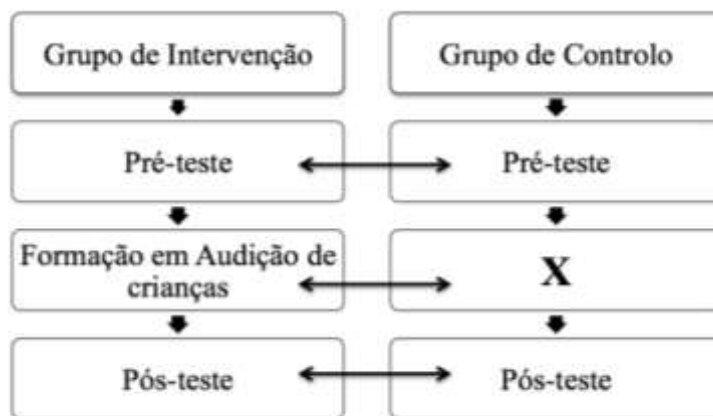 Grupo de Intervenção
Grupo de Controlo
Pré-teste
Pré-teste
Formação em Audição de
crianças
X
Pós-teste
Pós-teste